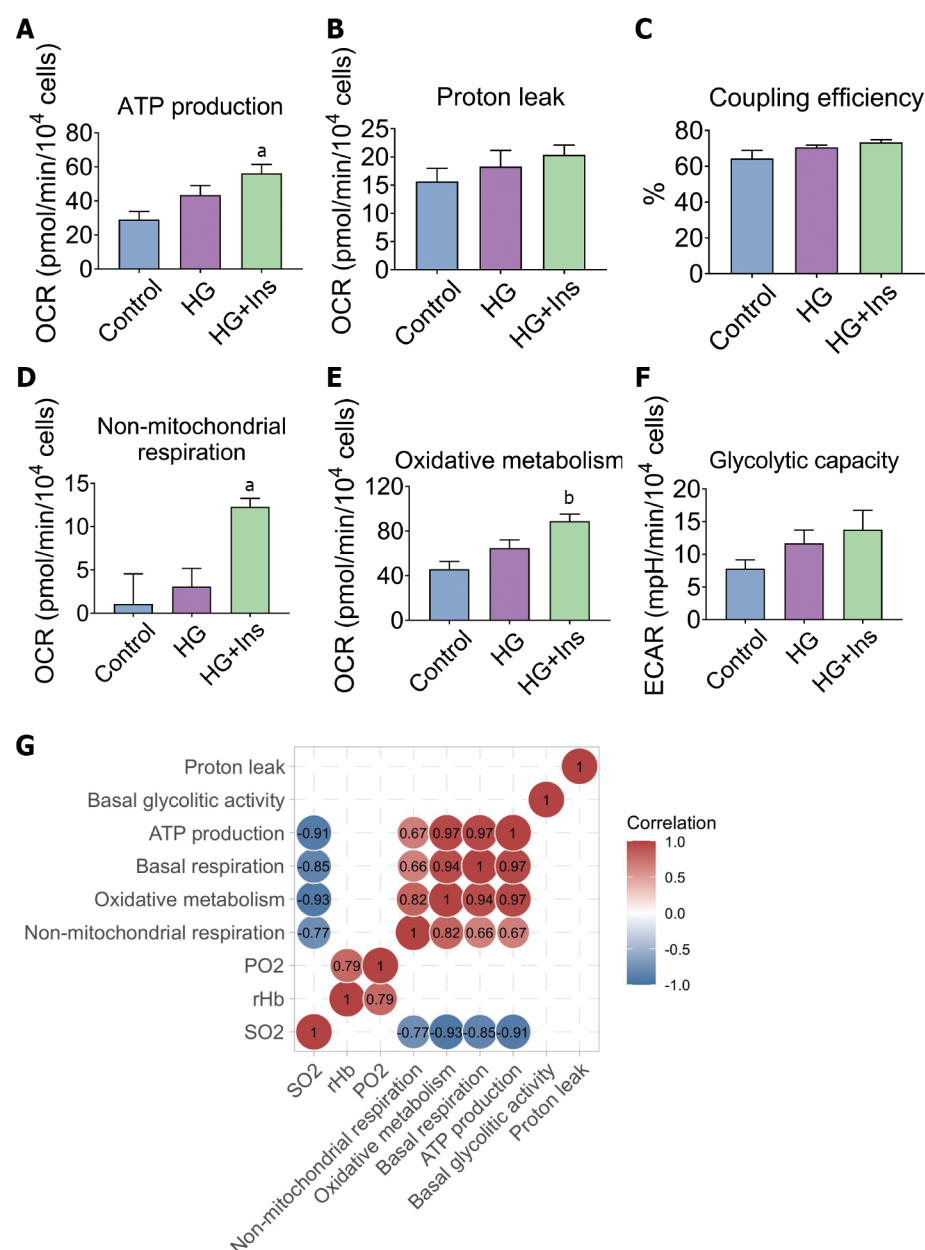 A
ATP production
OCR (pmol/min/10⁴ cells)
80
60
40
20
0
a
Control
HG
HG+Ins
B
Proton leak
OCR (pmol/min/10⁴ cells)
25
20
15
10
5
0
Control
HG
HG+Ins
C
Coupling efficiency
%
80
60
40
20
0
Control
HG
HG+Ins
D
Non-mitochondrial
respiration
OCR (pmol/min/10⁴ cells)
15
10
5
0
a
Control
HG
HG+Ins
E
Oxidative metabolism
OCR (pmol/min/10⁴ cells)
120
80
40
0
b
Control
HG
HG+Ins
F
Glycolytic capacity
ECAR (mpH/min/10⁴ cells)
20
15
10
5
0
Control
HG
HG+Ins
G
Proton leak 1
Basal glycolitic activity 1
ATP production -0.91 0.67 0.97 0.97 1
Basal respiration -0.85 0.66 0.94 1 0.97
Oxidative metabolism -0.93 0.82 1 0.94 0.97
Non-mitochondrial respiration -0.77 1 0.82 0.66 0.67
PO2 0.79 1
rHb 1 0.79
SO2 1 -0.77 -0.93 -0.85 -0.91
SO2
rHb
PO2
Non-mitochondrial respiration
Oxidative metabolism
Basal respiration
ATP production
Basal glycolitic activity
Proton leak
Correlation
1.0
0.5
0.0
-0.5
-1.0